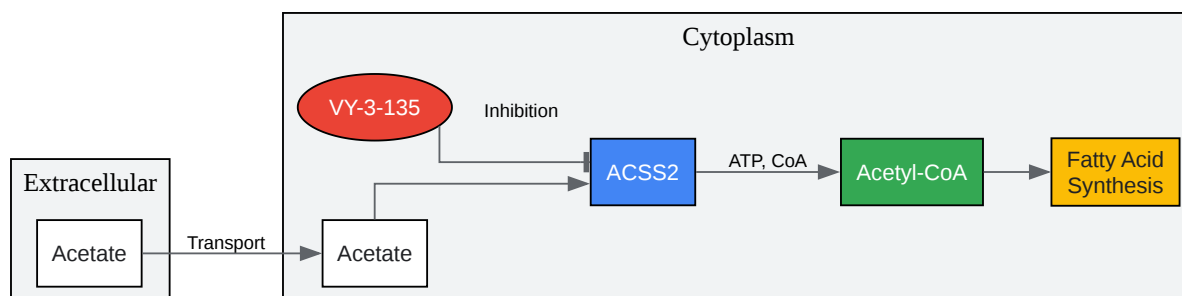 Cytoplasm
VY-3-135
Inhibition
ACSS2
ATP, CoA
Acetyl-CoA
Fatty Acid
Synthesis
Extracellular
Acetate
Transport
Acetate